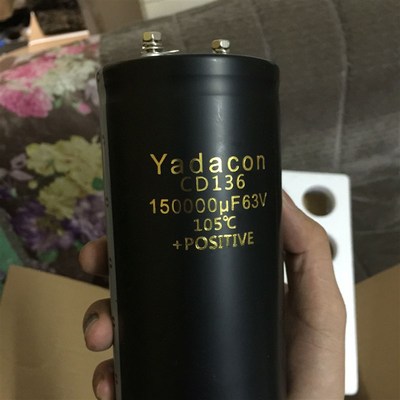 Yadacon
CD136
150000µF63V
105℃
+POSITIVE